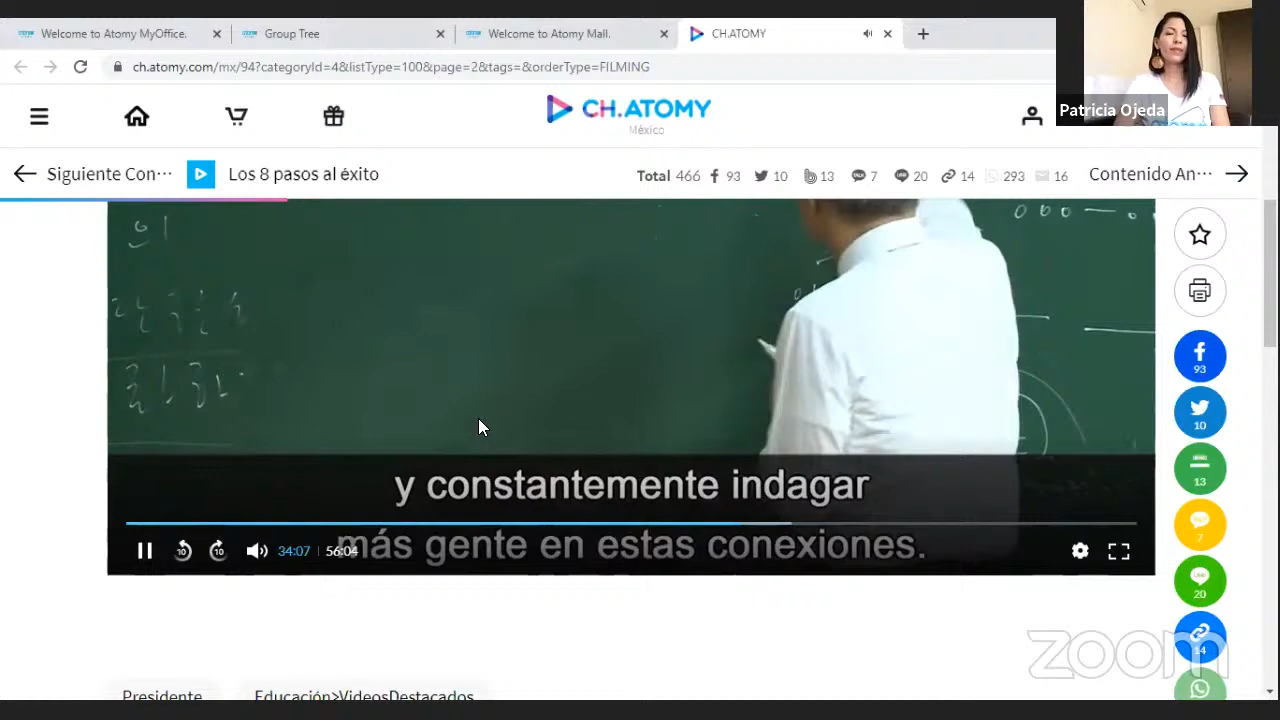 Welcome to Atomy MyOffice.
Group Tree
Welcome to Atomy Mall.
CH.ATOMY
ch.atomy.com/mx/94?categoryId=4&listType=100&page=2&tags=&orderType=FILMING
Patricia Ojeda
CH.ATOMY
México
Siguiente Con···
Los 8 pasos al éxito
Total 466 93 10 13 7 20 14 293 16
Contenido An···
y constantemente indagar
más gente en estas conexiones.
34:07 56:04
93
10
13
7
20
14
zoom
Presidente
Educación>VideosDestacados